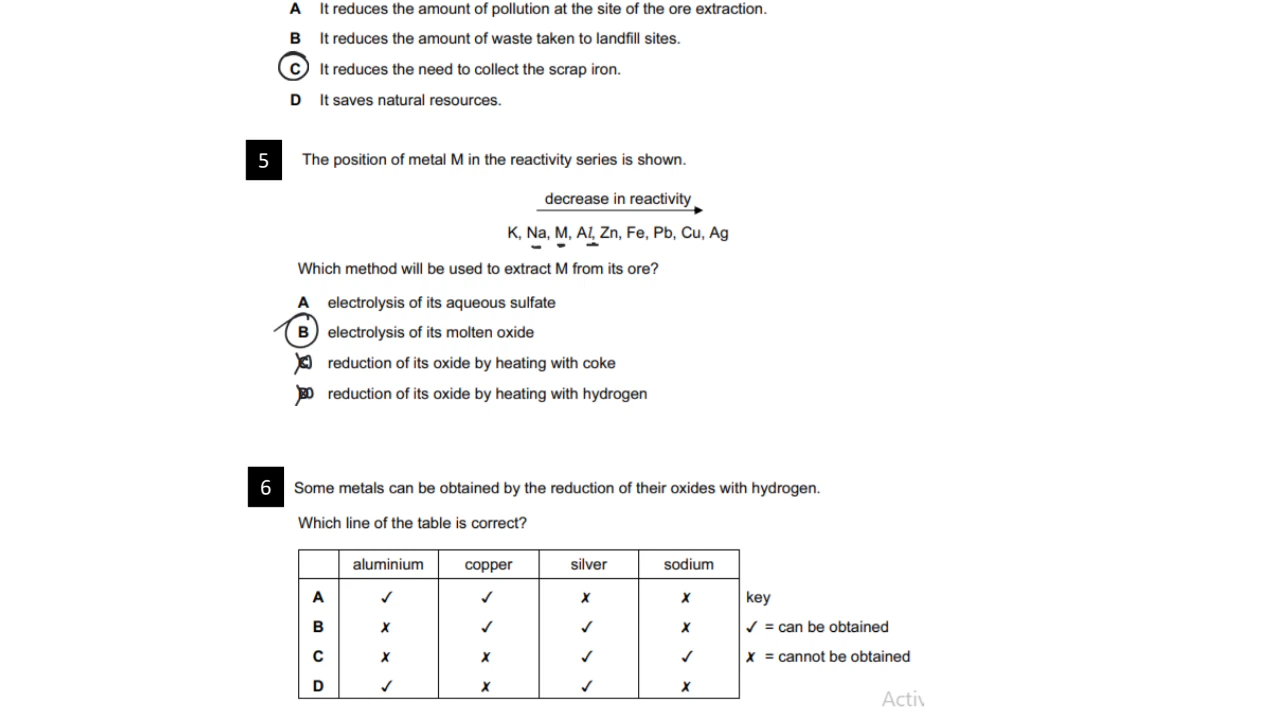 A It reduces the amount of pollution at the site of the ore extraction.
B It reduces the amount of waste taken to landfill sites.
C It reduces the need to collect the scrap iron.
D It saves natural resources.
5 The position of metal M in the reactivity series is shown.
decrease in reactivity
K, Na, M, Al, Zn, Fe, Pb, Cu, Ag
Which method will be used to extract M from its ore?
A electrolysis of its aqueous sulfate
B electrolysis of its molten oxide
C reduction of its oxide by heating with coke
D reduction of its oxide by heating with hydrogen
6 Some metals can be obtained by the reduction of their oxides with hydrogen.
Which line of the table is correct?
aluminium copper silver sodium
A ✓ ✓ ✗ ✗ key
B ✗ ✓ ✓ ✗ ✓ = can be obtained
C ✗ ✗ ✓ ✓ ✗ = cannot be obtained
D ✓ ✗ ✓ ✗
Activ